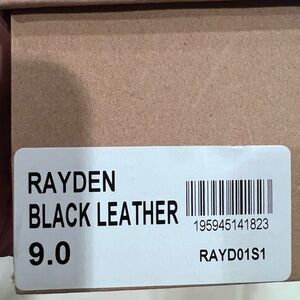 RAYDEN
BLACK LEATHER
9.0
195945141823
RAYD01S1